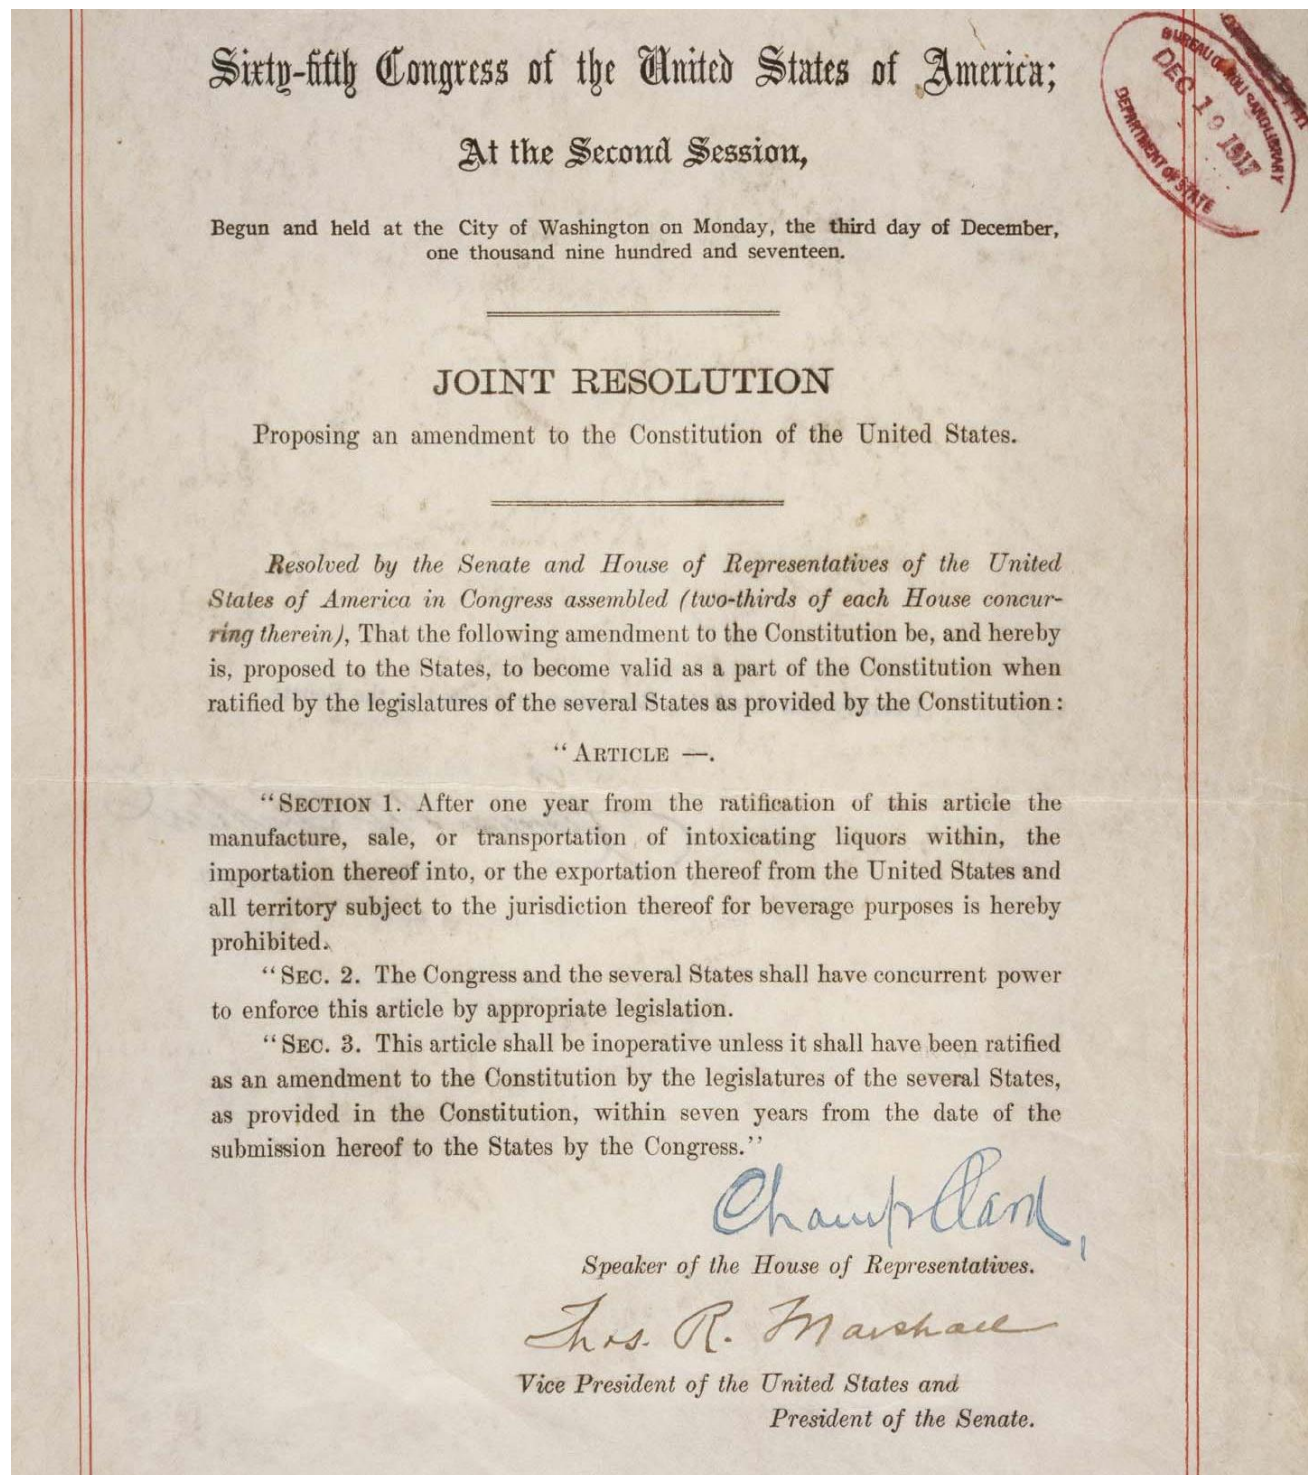 Sixty-fifth Congress of the United States of America;
At the Second Session,
Begun and held at the City of Washington on Monday, the third day of December,
one thousand nine hundred and seventeen.
JOINT RESOLUTION
Proposing an amendment to the Constitution of the United States.
Resolved by the Senate and House of Representatives of the United
States of America in Congress assembled (two-thirds of each House concur-
ring therein), That the following amendment to the Constitution be, and hereby
is, proposed to the States, to become valid as a part of the Constitution when
ratified by the legislatures of the several States as provided by the Constitution:
"ARTICLE —.
"SECTION 1. After one year from the ratification of this article the
manufacture, sale, or transportation of intoxicating liquors within, the
importation thereof into, or the exportation thereof from the United States and
all territory subject to the jurisdiction thereof for beverage purposes is hereby
prohibited.
"SEC. 2. The Congress and the several States shall have concurrent power
to enforce this article by appropriate legislation.
"SEC. 3. This article shall be inoperative unless it shall have been ratified
as an amendment to the Constitution by the legislatures of the several States,
as provided in the Constitution, within seven years from the date of the
submission hereof to the States by the Congress."
Champ Clark,
Speaker of the House of Representatives.
Thos. R. Marshall
Vice President of the United States and
President of the Senate.
BUREAU OF LIBRARY
DEC 19 1917
DEPARTMENT OF STATE